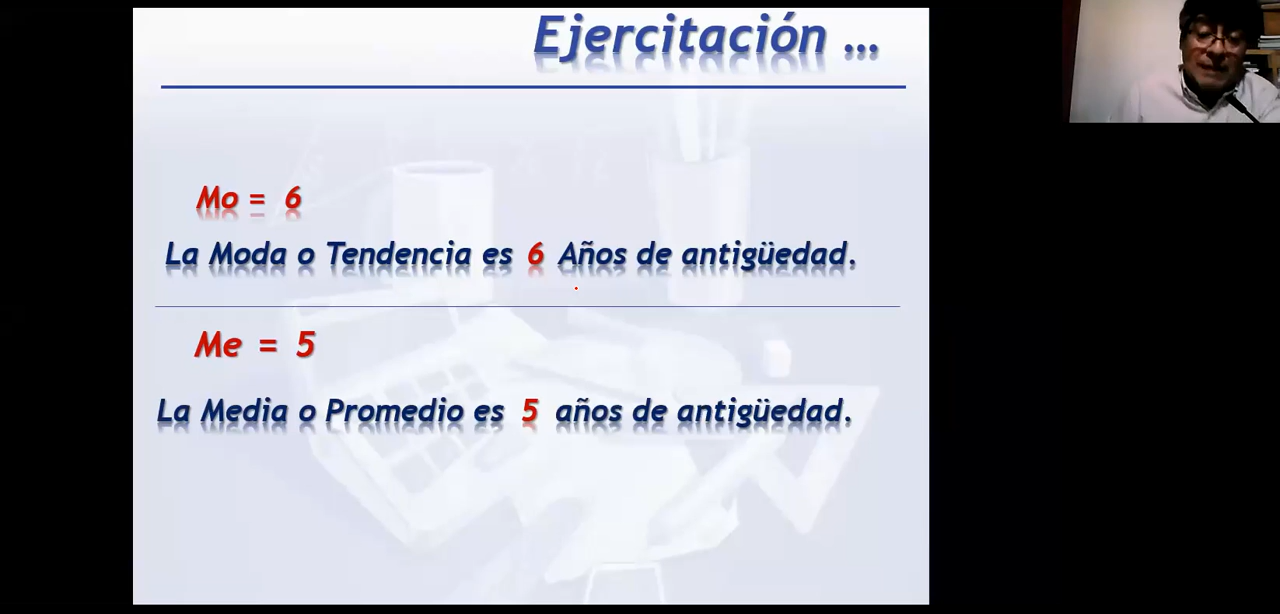 Ejercitación ...
Mo = 6
La Moda o Tendencia es 6 Años de antigüedad.
Me = 5
La Media o Promedio es 5 años de antigüedad.